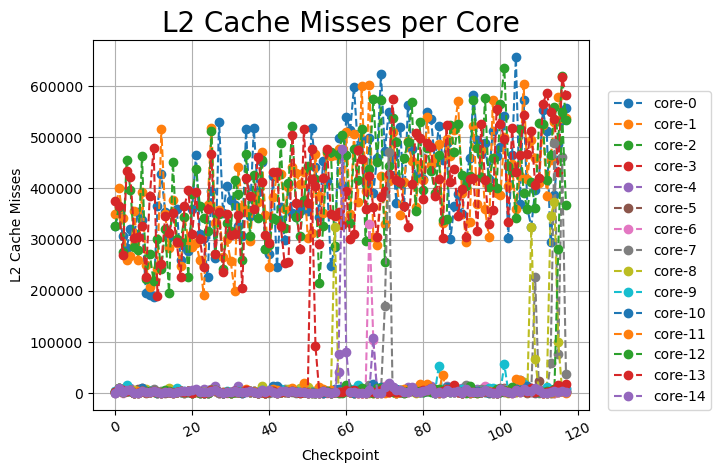 L2 Cache Misses per Core
L2 Cache Misses
600000
500000
400000
300000
200000
100000
0
0
20
40
60
80
100
120
Checkpoint
core-0
core-1
core-2
core-3
core-4
core-5
core-6
core-7
core-8
core-9
core-10
core-11
core-12
core-13
core-14